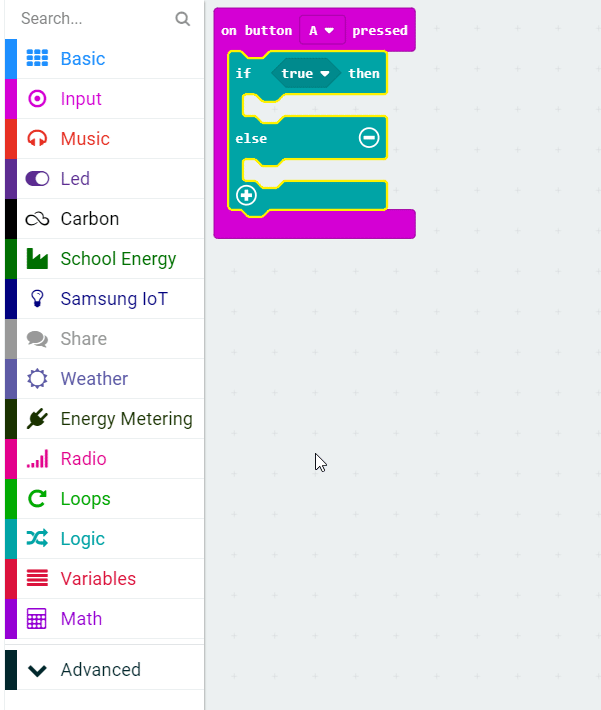 Search...
Basic
Input
Music
Led
Carbon
School Energy
Samsung IoT
Share
Weather
Energy Metering
Radio
Loops
Logic
Variables
Math
Advanced
on button A pressed
if true then
else